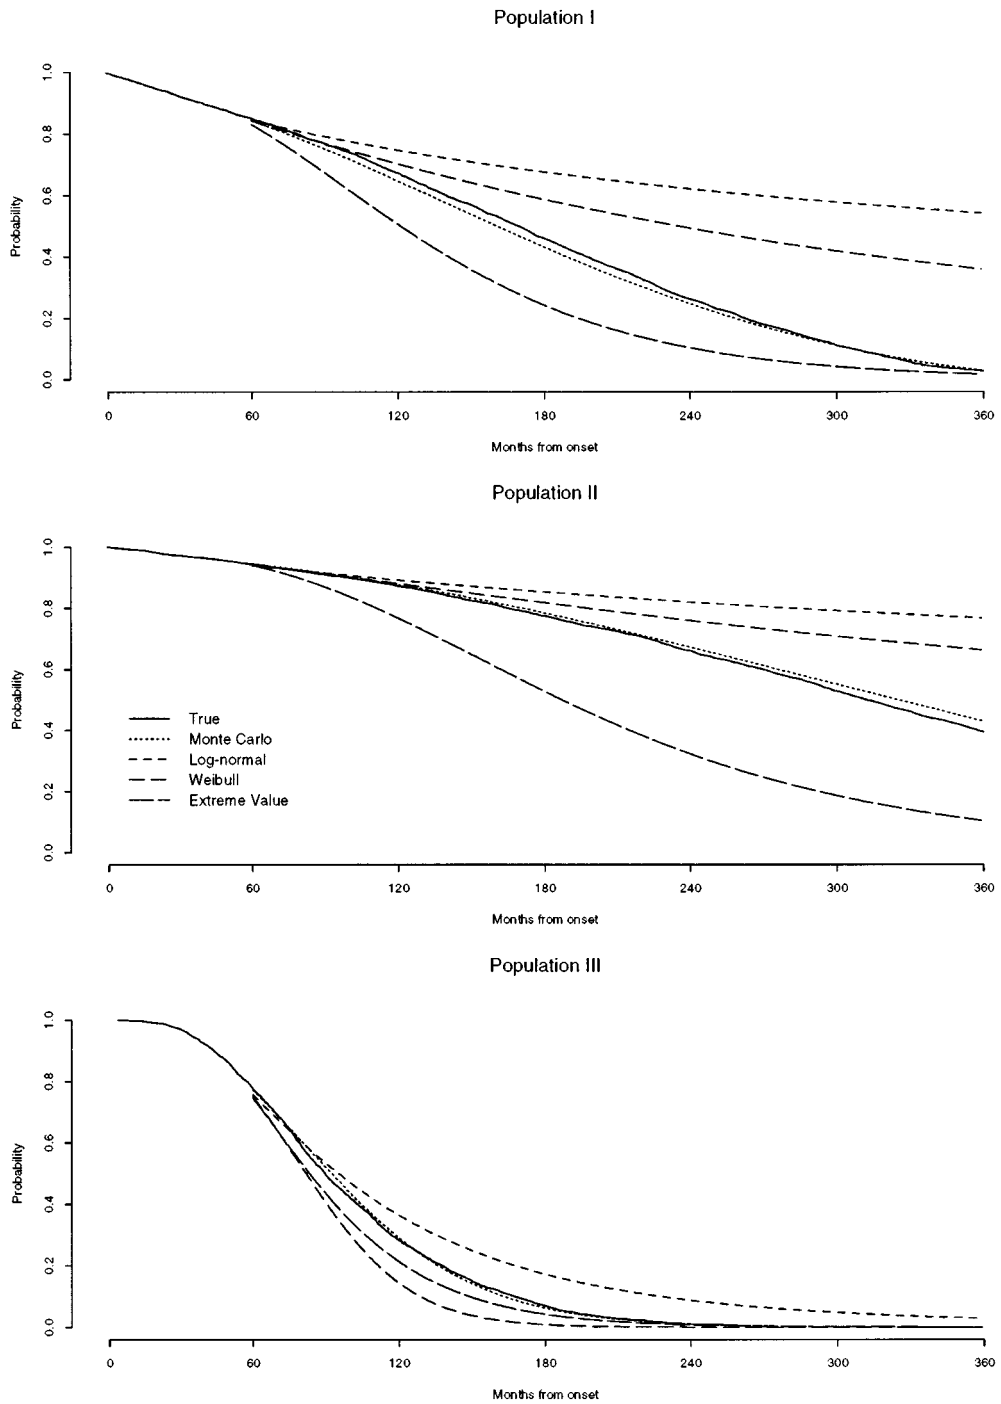 Population I
1.0
0.8
0.6
0.4
0.2
0.0
Probability
0 60 120 180 240 300 360
Months from onset
Population II
1.0
0.8
0.6
0.4
0.2
0.0
Probability
True
Monte Carlo
Log-normal
Weibull
Extreme Value
0 60 120 180 240 300 360
Months from onset
Population III
1.0
0.8
0.6
0.4
0.2
0.0
Probability
0 60 120 180 240 300 360
Months from onset